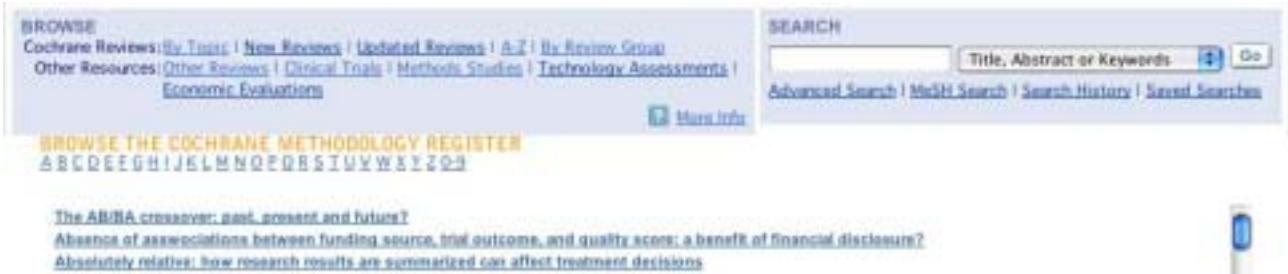 BROWSE
Cochrane Reviews: By Topic | New Reviews | Updated Reviews | A-Z | By Review Group
Other Resources: Other Reviews | Clinical Trials | Methods Studies | Technology Assessments |
Economic Evaluations
? More Info
SEARCH
Title, Abstract or Keywords Go
Advanced Search | MeSH Search | Search History | Saved Searches
BROWSE THE COCHRANE METHODOLOGY REGISTER
A B C D E F G H I J K L M N O P Q R S T U V W X Y Z 0-9
The AB/BA crossover: past, present and future?
Absence of asswociations between funding source, trial outcome, and quality score: a benefit of financial disclosure?
Absolutely relative: how research results are summarized can affect treatment decisions